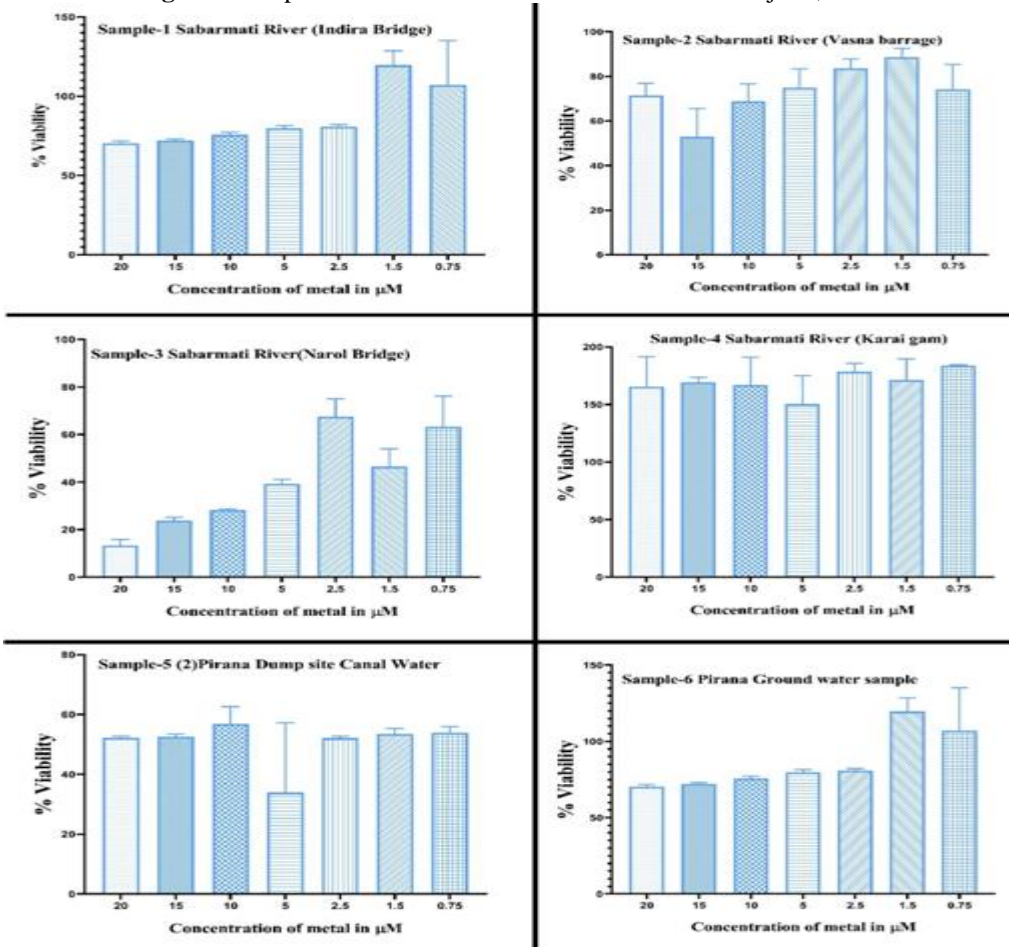 Sample-1 Sabarmati River (Indira Bridge)
% Viability
150
100
50
0
20 15 10 5 2.5 1.5 0.75
Concentration of metal in µM
Sample-2 Sabarmati River (Vasna barrage)
% Viability
100
80
60
40
20
0
20 15 10 5 2.5 1.5 0.75
Concentration of metal in µM
Sample-3 Sabarmati River(Narol Bridge)
% Viability
100
80
60
40
20
0
20 15 10 5 2.5 1.5 0.75
Concentration of metal in µM
Sample-4 Sabarmati River (Karai gam)
% Viability
200
150
100
50
0
20 15 10 5 2.5 1.5 0.75
Concentration of metal in µM
Sample-5 (2)Pirana Dump site Canal Water
% Viability
80
60
40
20
0
20 15 10 5 2.5 1.5 0.75
Concentration of metal in µM
Sample-6 Pirana Ground water sample
% Viability
150
100
50
0
20 15 10 5 2.5 1.5 0.75
Concentration of metal in µM